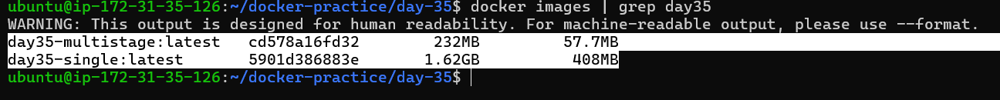 ubuntu@ip-172-31-35-126:~/docker-practice/day-35$ docker images | grep day35
WARNING: This output is designed for human readability. For machine-readable output, please use --format.
day35-multistage:latest   cd578a16fd32        232MB         57.7MB
day35-single:latest       5901d386883e       1.62GB          408MB
ubuntu@ip-172-31-35-126:~/docker-practice/day-35$